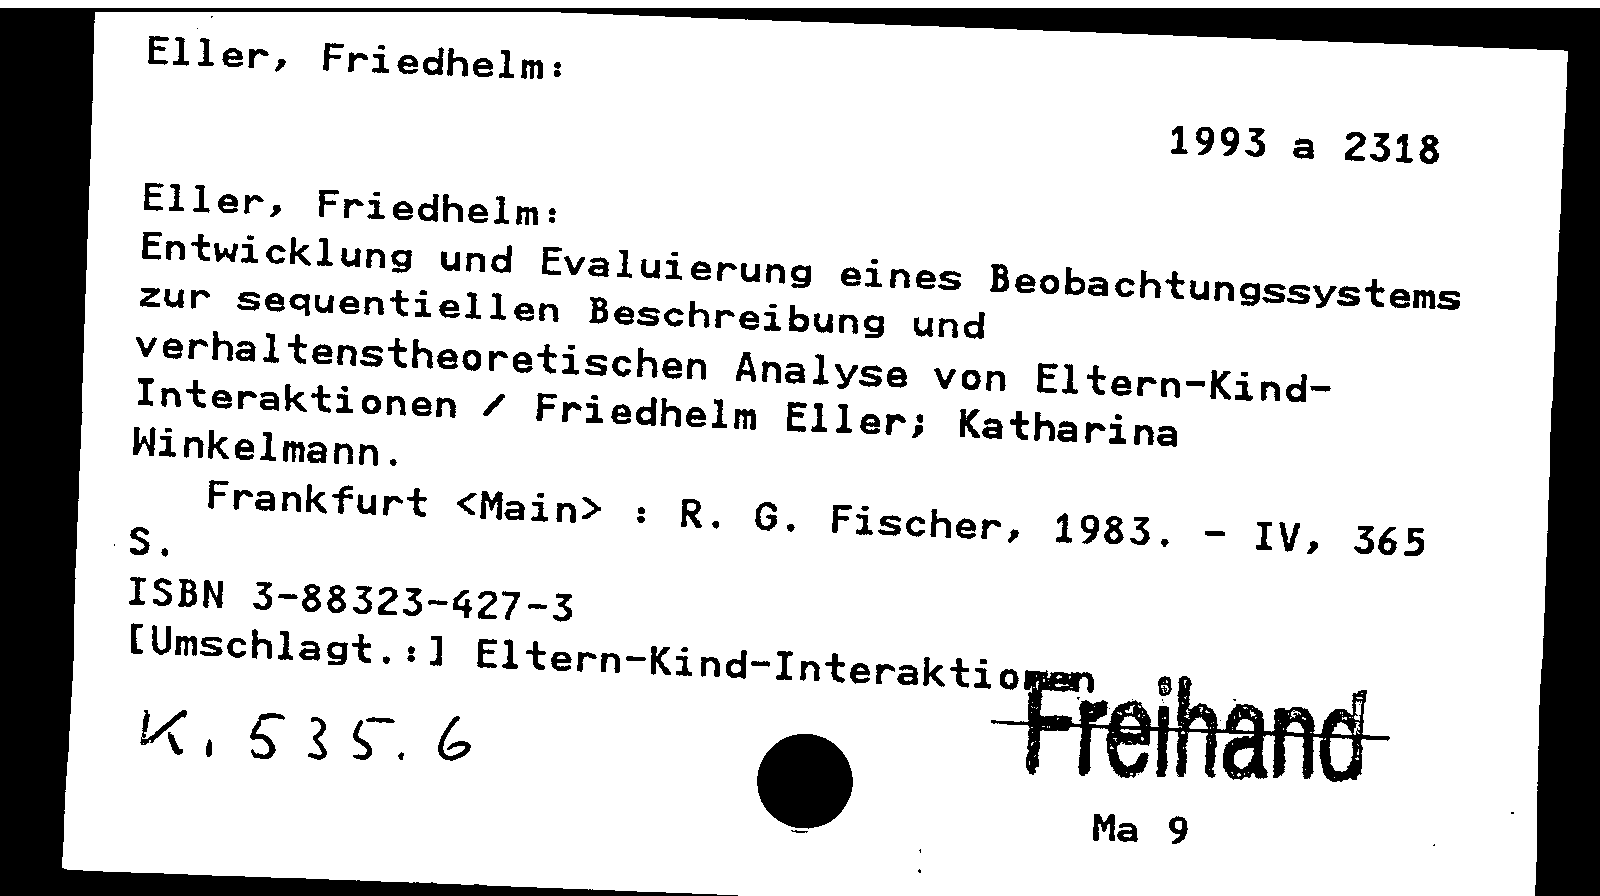 Eller, Friedhelm:
1993 a 2318
Eller, Friedhelm:
Entwicklung und Evaluierung eines Beobachtungssystems
zur sequentiellen Beschreibung und
verhaltenstheoretischen Analyse von Eltern-Kind-
Interaktionen / Friedhelm Eller; Katharina
Winkelmann.
Frankfurt <Main> : R. G. Fischer, 1983. - IV, 365
S.
ISBN 3-88323-427-3
[Umschlagt.:] Eltern-Kind-Interaktionen
Freihand
K. 535.6
Ma 9